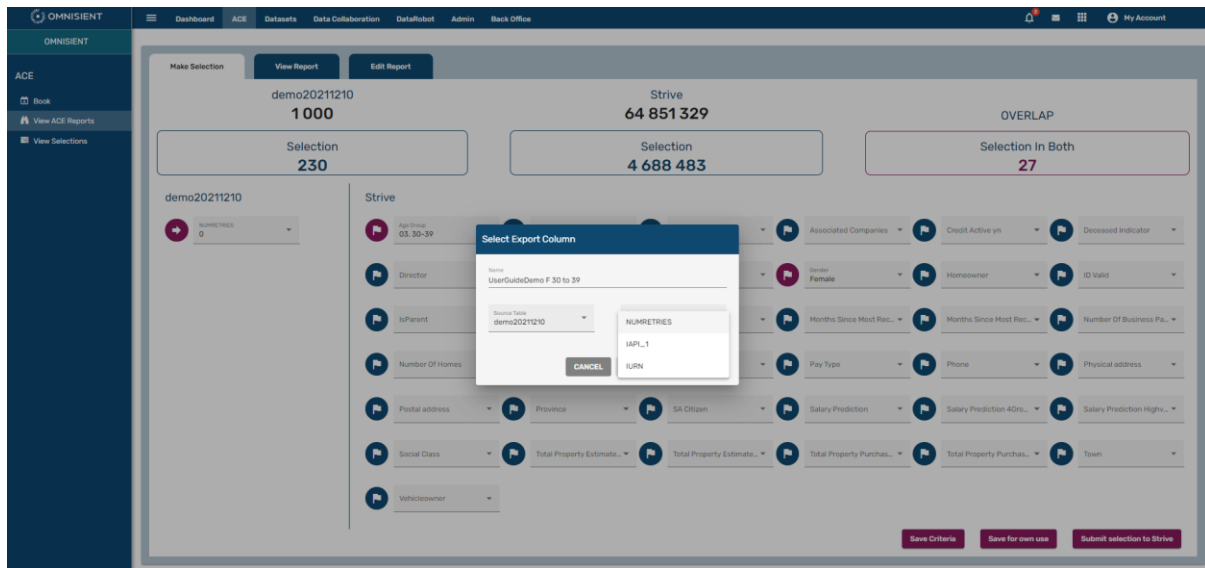 OMNISIENT
Dashboard ACE Datasets Data Collaboration DataRobot Admin Back Office
My Account
OMNISIENT
ACE
Book
View ACE Reports
View Selections
Make Selection View Report Edit Report
demo20211210
1 000
Strive
64 851 329
OVERLAP
Selection
230
Selection
4 688 483
Selection In Both
27
demo20211210
Strive
NUMRETRIES
0
Age Group
03. 30-39
Associated Companies
Credit Active yn
Deceased Indicator
Director
Gender
Female
Homeowner
ID Valid
IsParent
Months Since Most Rec...
Months Since Most Rec...
Number Of Business Pa...
Number Of Homes
Pay Type
Phone
Physical address
Postal address
Province
SA Citizen
Salary Prediction
Salary Prediction 40ro...
Salary Prediction Highv...
Social Class
Total Property Estimate...
Total Property Estimate...
Total Property Purchas...
Total Property Purchas...
Town
Vehicleowner
Select Export Column
Name
UserGuideDemo F 30 to 39
Source Table
demo20211210
NUMRETRIES
IAPI_1
IURN
CANCEL
Save Criteria
Save for own use
Submit selection to Strive